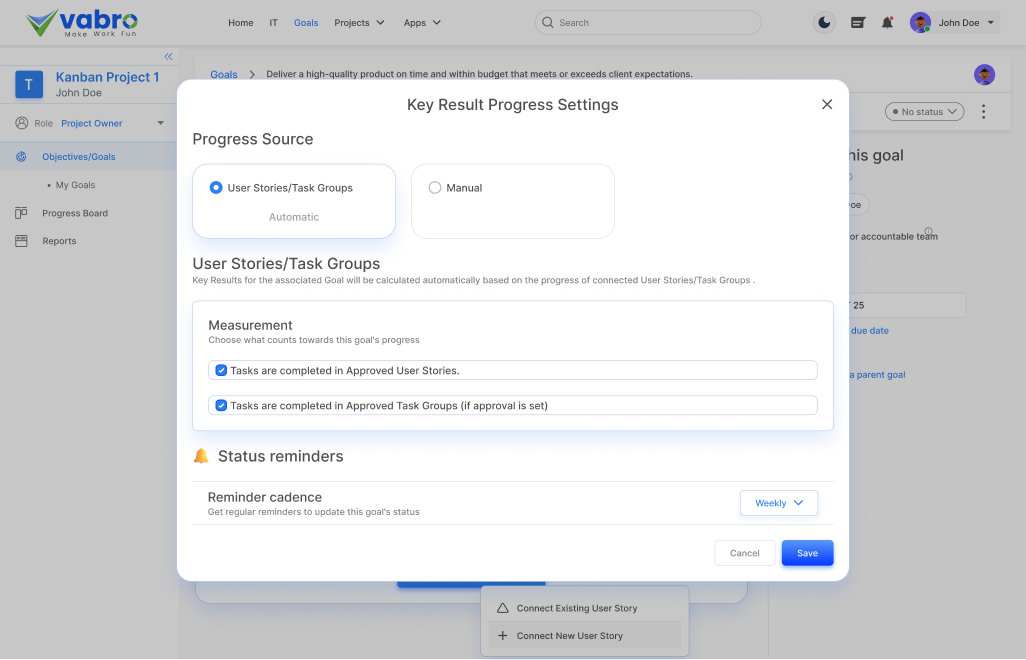 vabro
Make Work Fun
Home IT Goals Projects Apps
Search
John Doe
T
Kanban Project 1
John Doe
Role Project Owner
Objectives/Goals
My Goals
Progress Board
Reports
Goals > Deliver a high-quality product on time and within budget that meets or exceeds client expectations.
No status
Key Result Progress Settings
Progress Source
User Stories/Task Groups
Automatic
Manual
User Stories/Task Groups
Key Results for the associated Goal will be calculated automatically based on the progress of connected User Stories/Task Groups .
Measurement
Choose what counts towards this goal's progress
Tasks are completed in Approved User Stories.
Tasks are completed in Approved Task Groups (if approval is set)
Status reminders
Reminder cadence
Get regular reminders to update this goal's status
Weekly
Cancel
Save
his goal
oe
or accountable team
25
due date
a parent goal
Connect Existing User Story
Connect New User Story